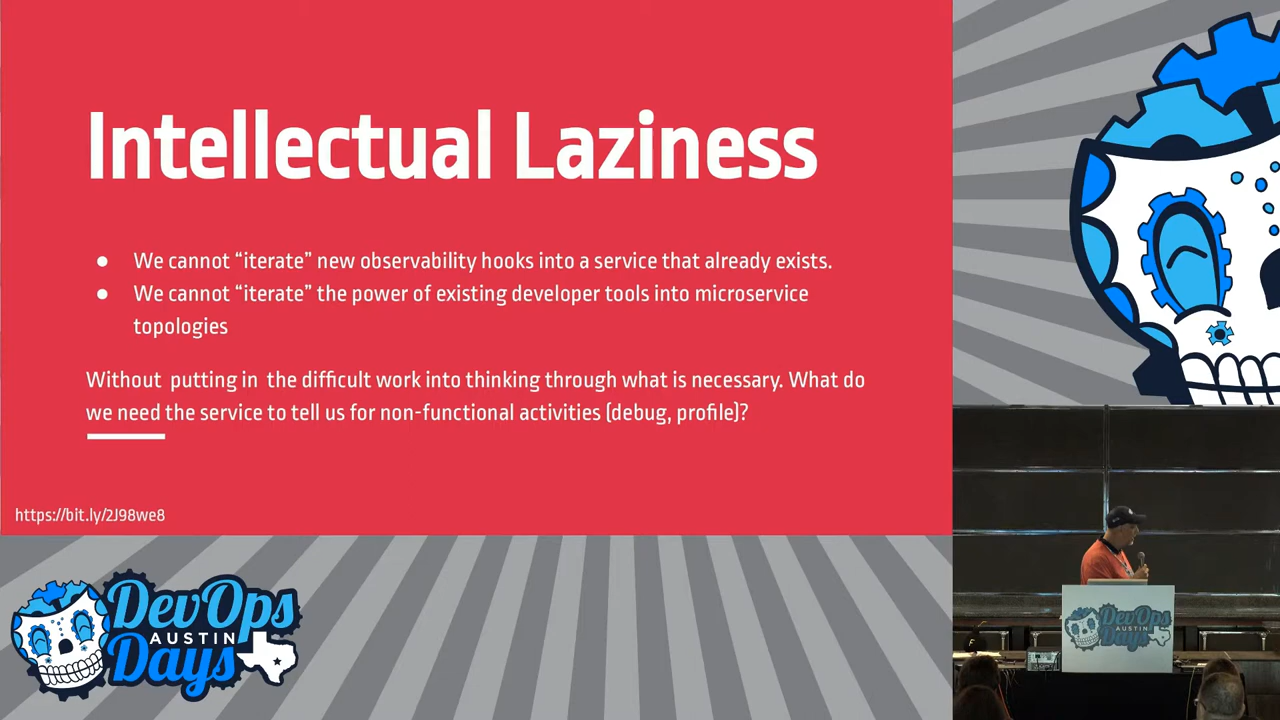 Intellectual Laziness
● We cannot “iterate” new observability hooks into a service that already exists.
● We cannot “iterate” the power of existing developer tools into microservice
topologies
Without putting in the difficult work into thinking through what is necessary. What do
we need the service to tell us for non-functional activities (debug, profile)?
https://bit.ly/2J98we8
DevOps
AUSTIN
Days
DevOps
AUSTIN
Days